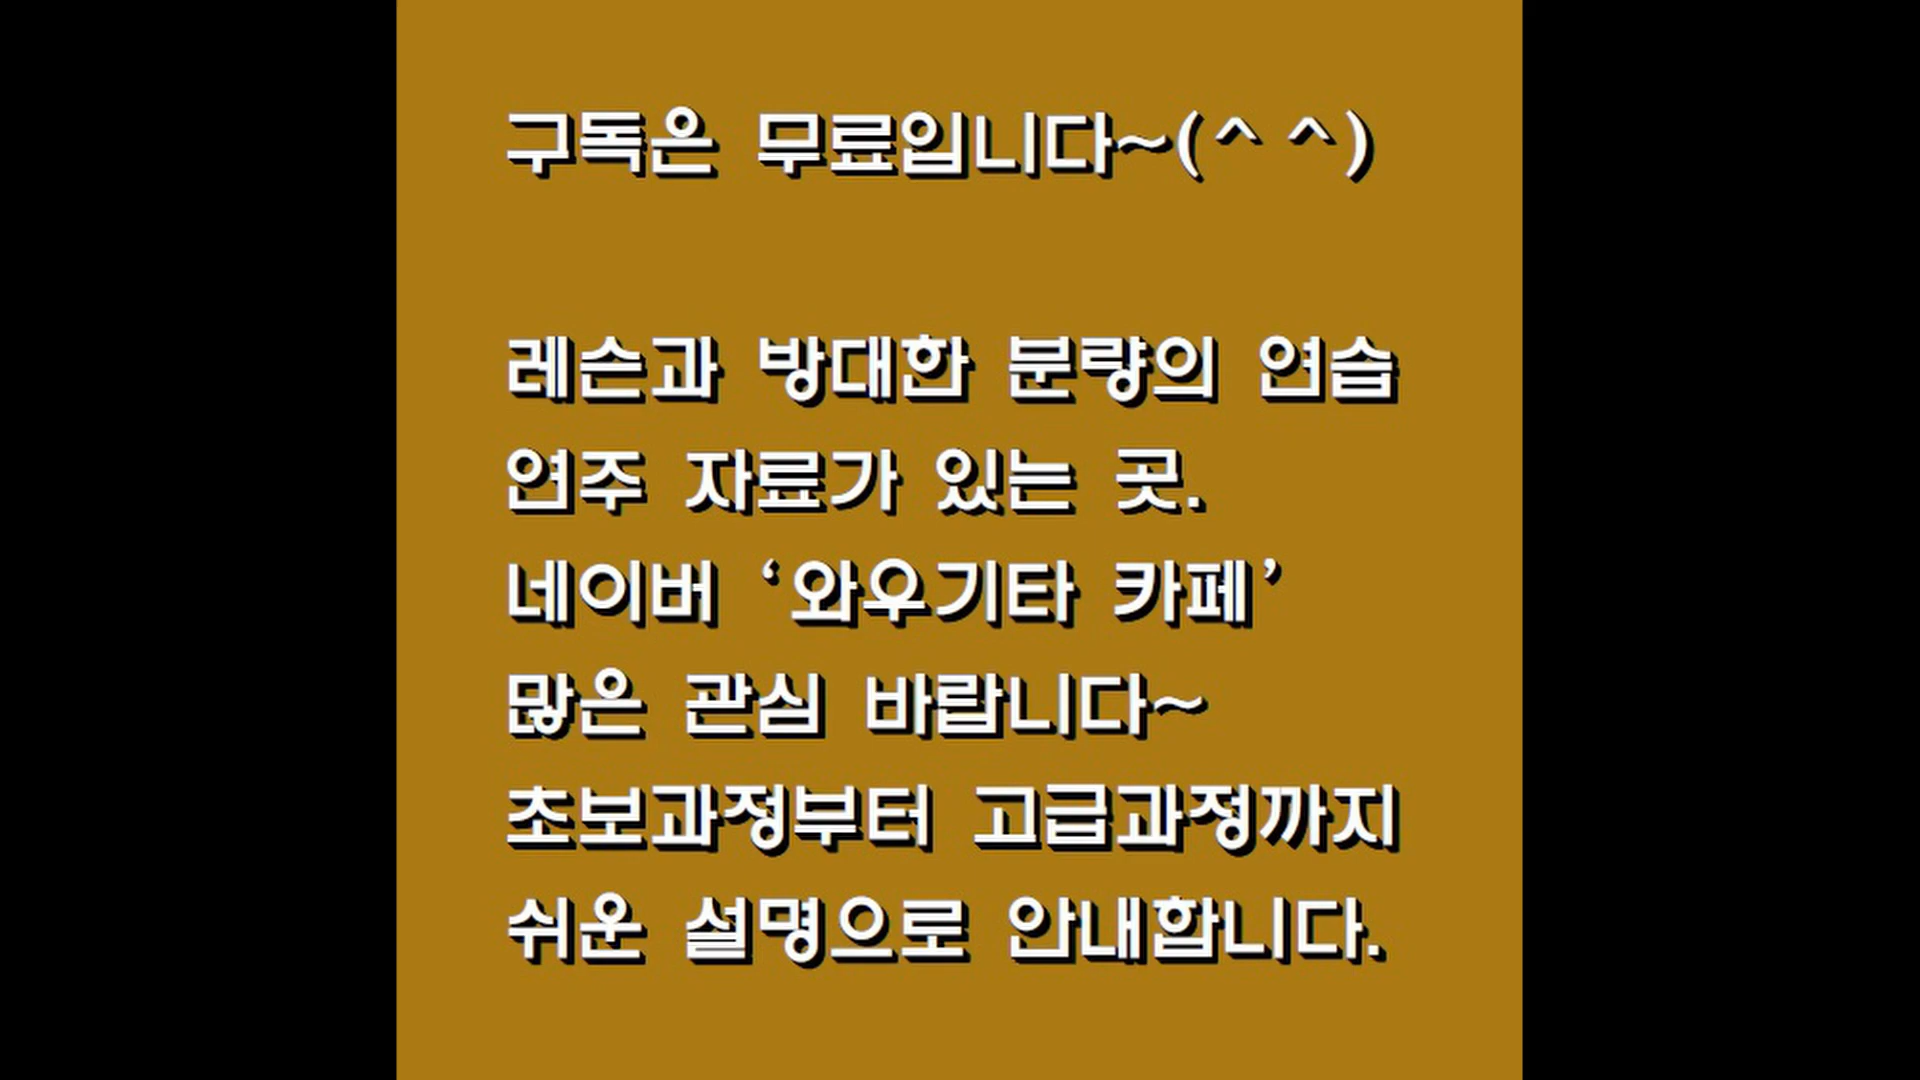 구독은 무료입니다~(^ ^)
레슨과 방대한 분량의 연습
연주 자료가 있는 곳.
네이버 ‘와우기타 카페’
많은 관심 바랍니다~
초보과정부터 고급과정까지
쉬운 설명으로 안내합니다.